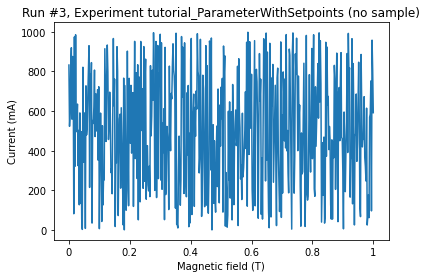 Run #3, Experiment tutorial_ParameterWithSetpoints (no sample)
1000
800
600
400
200
0
Current (mA)
0 0.2 0.4 0.6 0.8 1
Magnetic field (T)